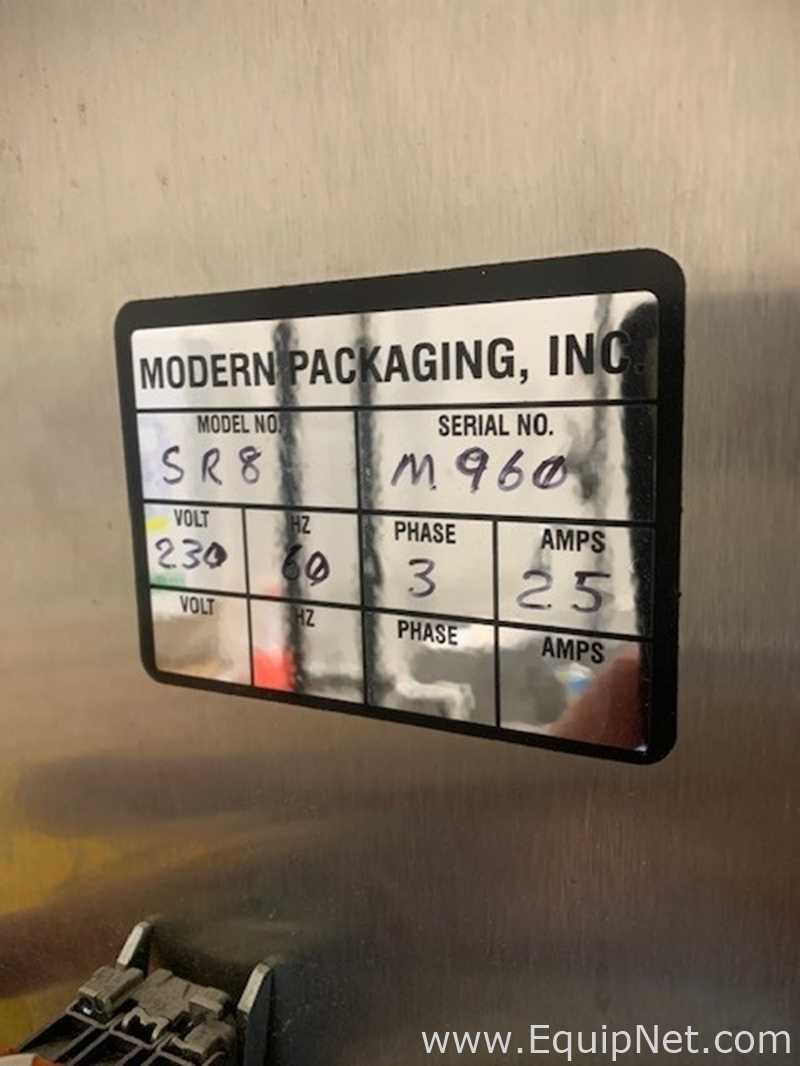 MODERN PACKAGING, INC.
MODEL NO. SERIAL NO.
SR8 M960
VOLT HZ PHASE AMPS
230 60 3 25
VOLT HZ PHASE AMPS
www.EquipNet.com